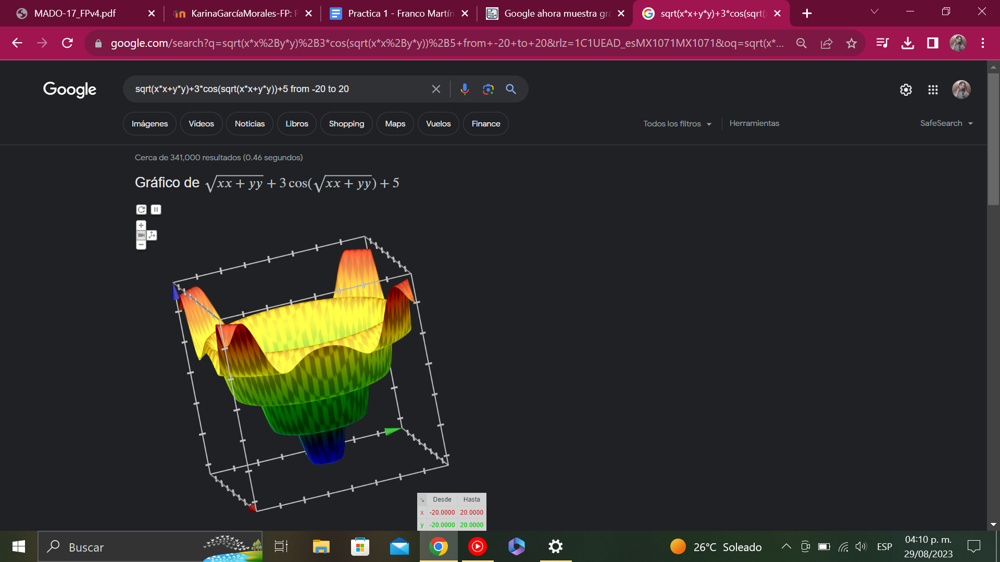 MADO-17_FPv4.pdf
KarinaGarcíaMorales-FP: P
Practica 1 - Franco Martín
Google ahora muestra grá
sqrt(x*x+y*y)+3*cos(sqrt(x
google.com/search?q=sqrt(x*x%2By*y)%2B3*cos(sqrt(x*x%2By*y))%2B5+from+-20+to+20&rlz=1C1UEAD_esMX1071MX1071&oq=sqrt(x*...
Google
sqrt(x*x+y*y)+3*cos(sqrt(x*x+y*y))+5 from -20 to 20
Imágenes Vídeos Noticias Libros Shopping Maps Vuelos Finance
Todos los filtros Herramientas SafeSearch
Cerca de 341,000 resultados (0.46 segundos)
Gráfico de √xx + yy + 3 cos(√xx + yy) + 5
Desde Hasta
x -20.0000 20.0000
y -20.0000 20.0000
Buscar
26°C Soleado
ESP
04:10 p. m.
29/08/2023